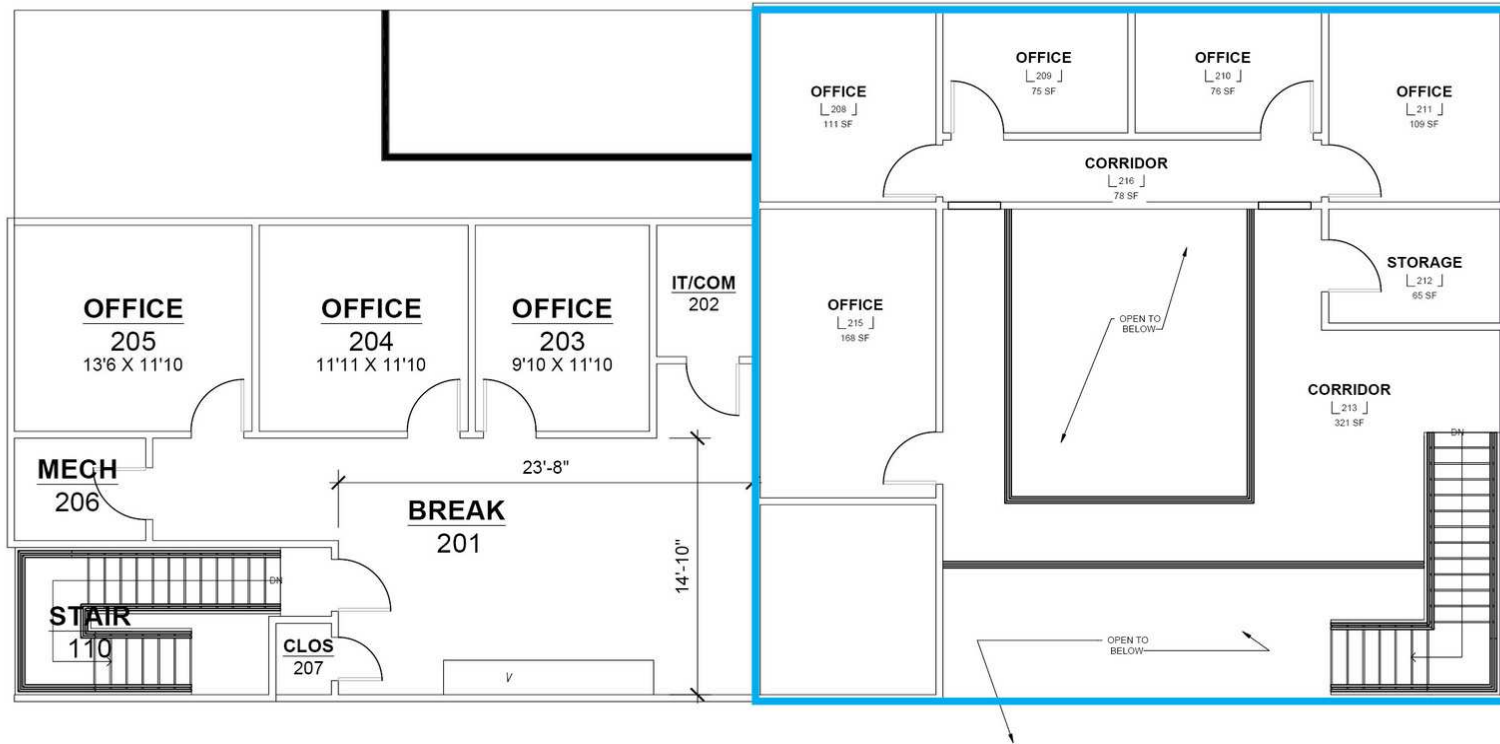 OFFICE
208
111 SF
OFFICE
209
75 SF
OFFICE
210
76 SF
OFFICE
211
109 SF
CORRIDOR
216
78 SF
OFFICE
205
13'6 X 11'10
OFFICE
204
11'11 X 11'10
OFFICE
203
9'10 X 11'10
IT/COM
202
OFFICE
215
168 SF
OPEN TO
BELOW
STORAGE
212
65 SF
CORRIDOR
213
321 SF
DN
MECH
206
23'-8"
BREAK
201
14'-10"
DN
STAIR
110
CLOS
207
V
OPEN TO
BELOW